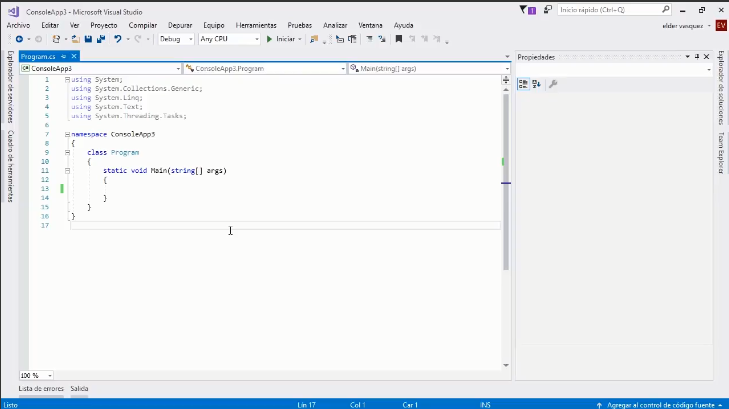 ConsoleApp3 - Microsoft Visual Studio
1
Inicio rápido (Ctrl+Q)
Archivo Editar Ver Proyecto Compilar Depurar Equipo Herramientas Pruebas Analizar Ventana Ayuda
elder vasquez EV
Debug Any CPU Iniciar
Explorador de servidores
Cuadro de herramientas
Program.cs
ConsoleApp3 ConsoleApp3.Program Main(string[] args)
1 using System;
2 using System.Collections.Generic;
3 using System.Linq;
4 using System.Text;
5 using System.Threading.Tasks;
6
7 namespace ConsoleApp3
8 {
9 class Program
10 {
11 static void Main(string[] args)
12 {
13
14 }
15 }
16 }
17
100 %
Propiedades
Explorador de soluciones
Team Explorer
Lista de errores Salida
Listo Lín 17 Col 1 Car 1 INS Agregar al control de código fuente